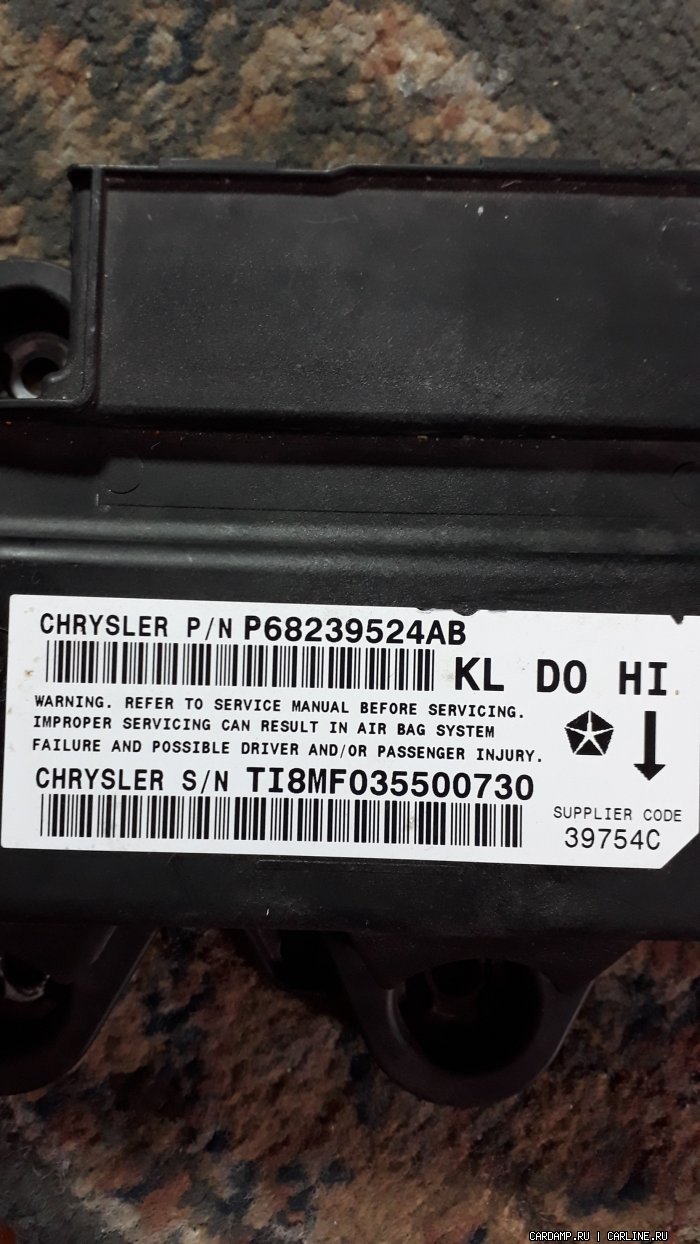 CHRYSLER P/N P68239524AB
KL DO HI
WARNING. REFER TO SERVICE MANUAL BEFORE SERVICING.
IMPROPER SERVICING CAN RESULT IN AIR BAG SYSTEM
FAILURE AND POSSIBLE DRIVER AND/OR PASSENGER INJURY.
CHRYSLER S/N TI8MF035500730
SUPPLIER CODE
39754C
CARDAMP.RU | CARLINE.RU